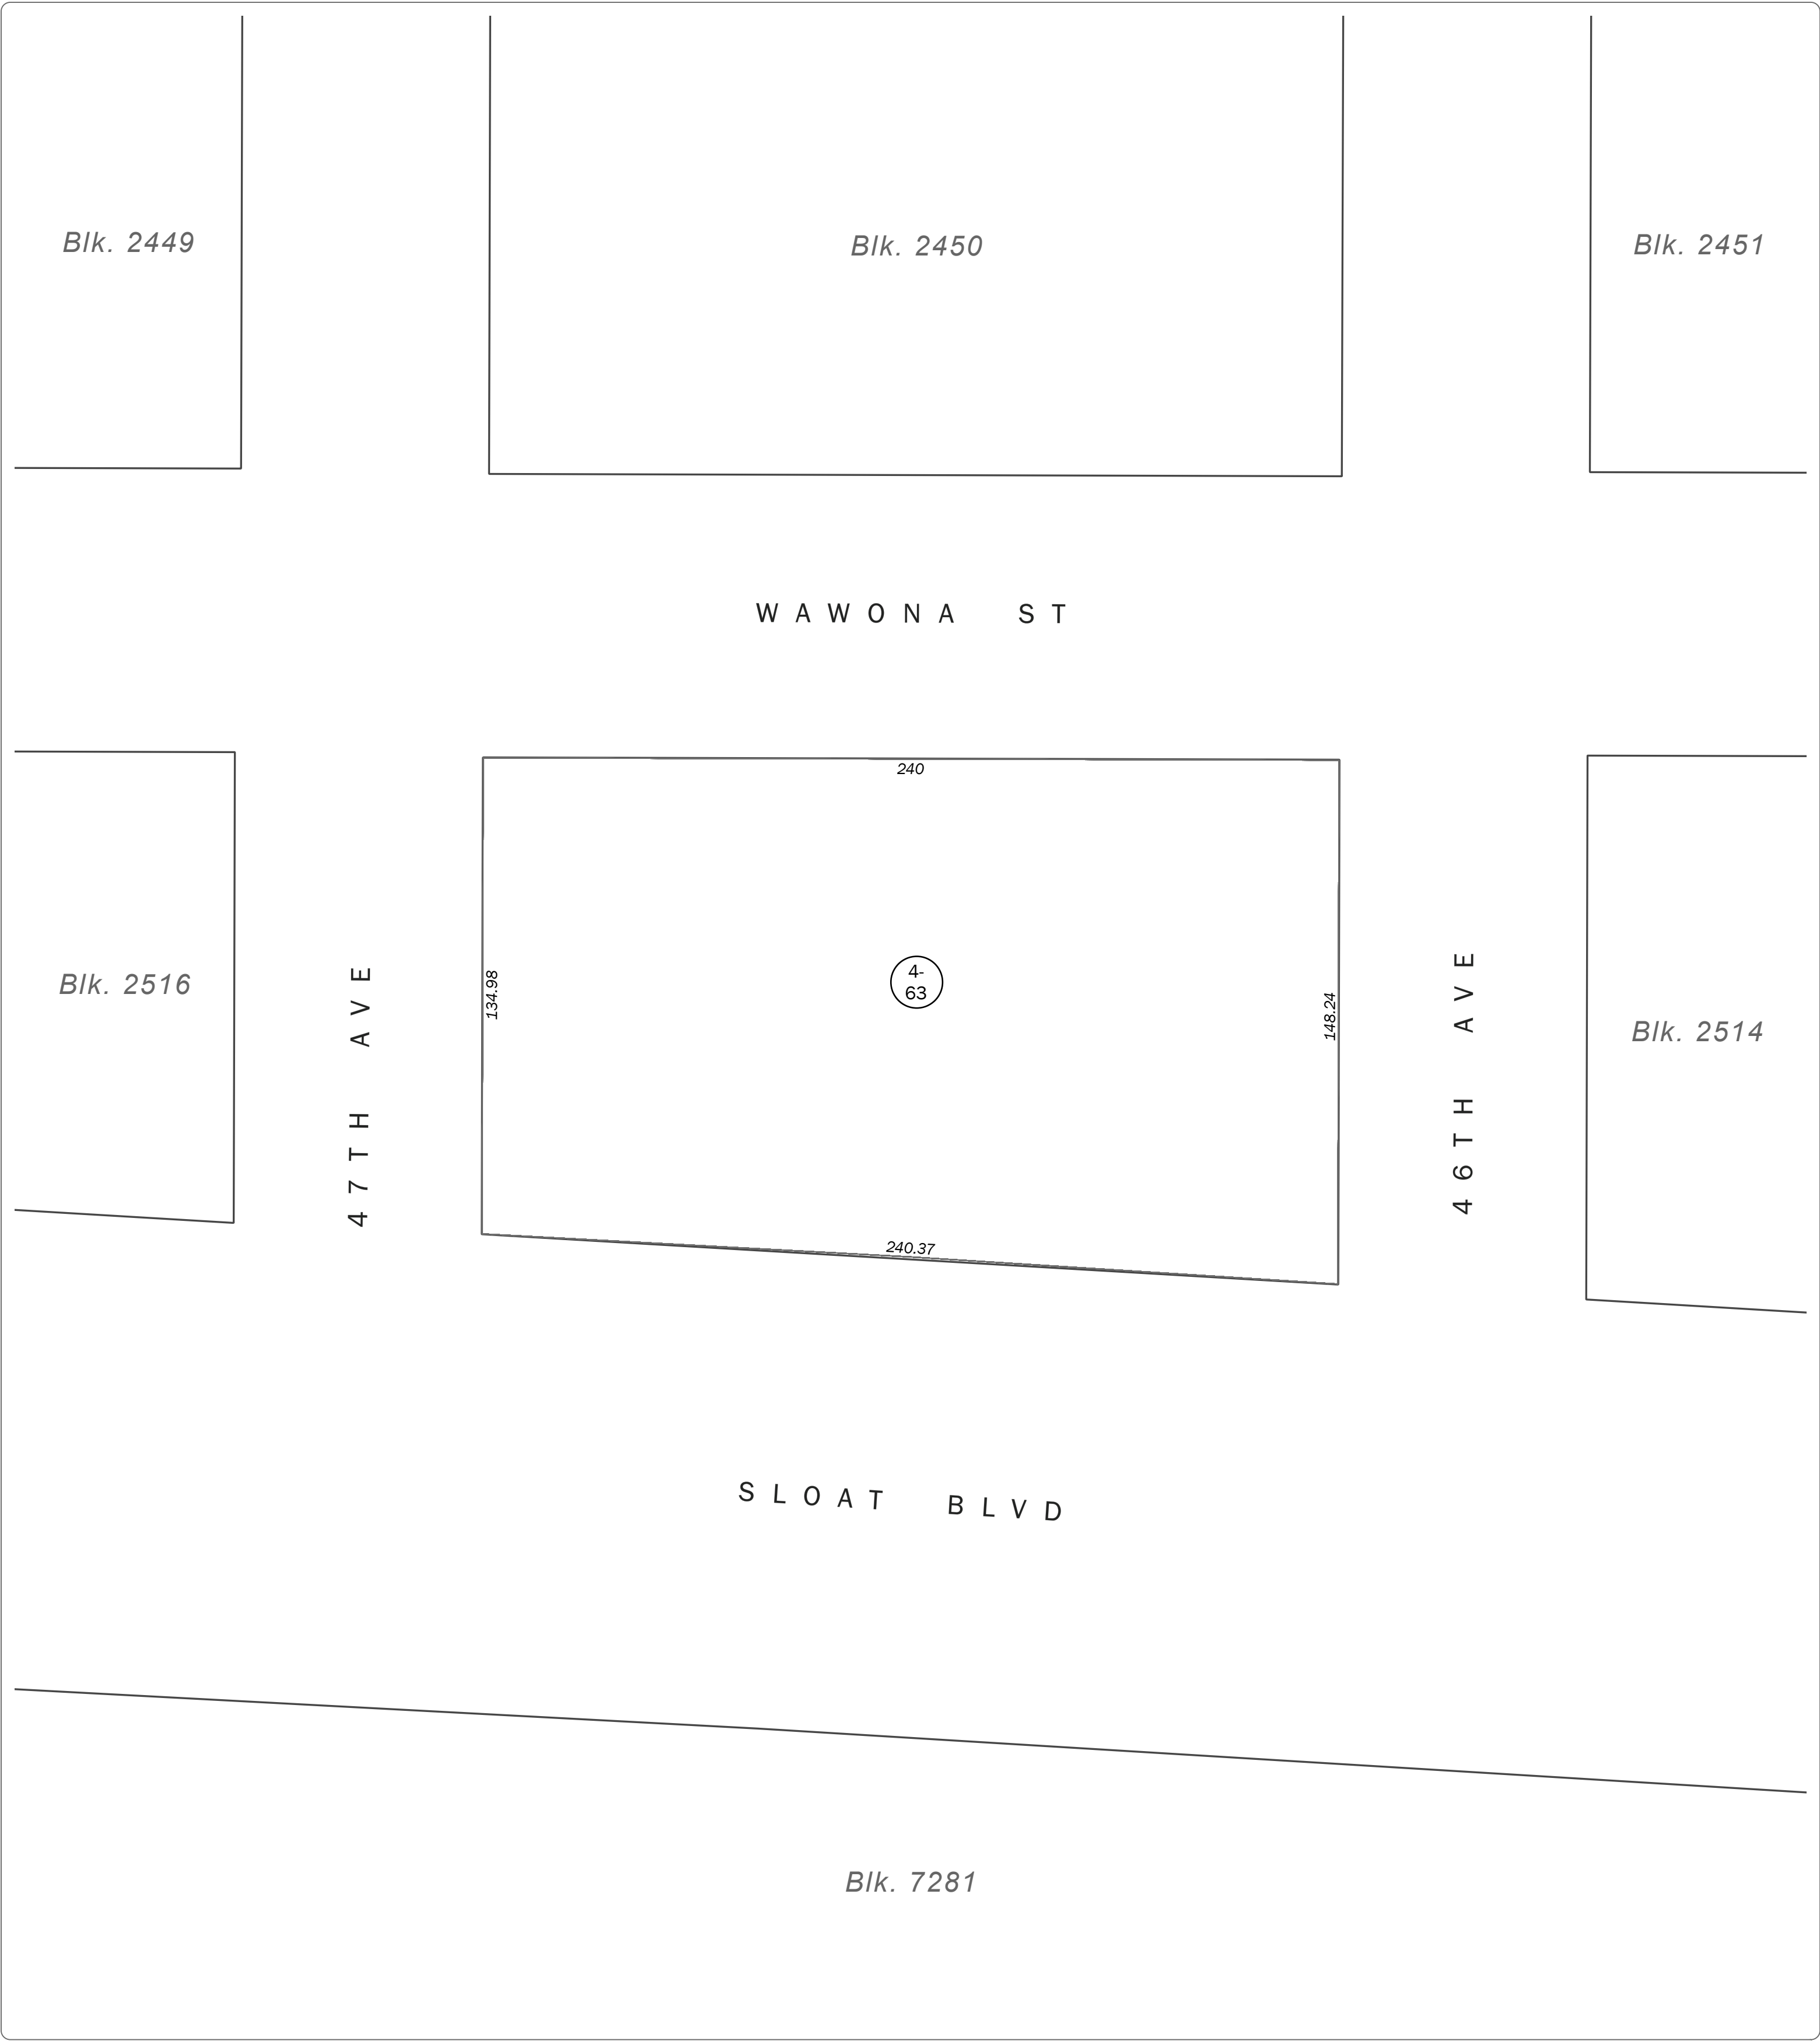 Blk. 2449
Blk. 2450
Blk. 2451
WAWONA ST
240
Blk. 2516
47TH AVE
134.98
4-
63
148.24
46TH AVE
Blk. 2514
240.37
SLOAT BLVD
Blk. 7281